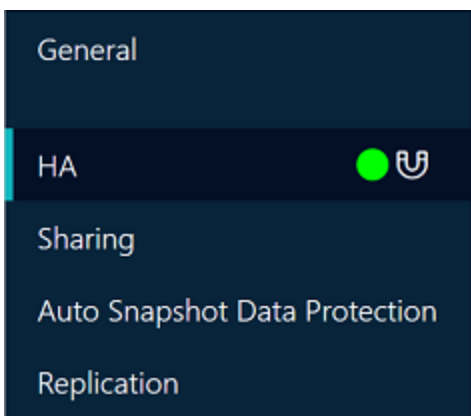 General
HA
Sharing
Auto Snapshot Data Protection
Replication